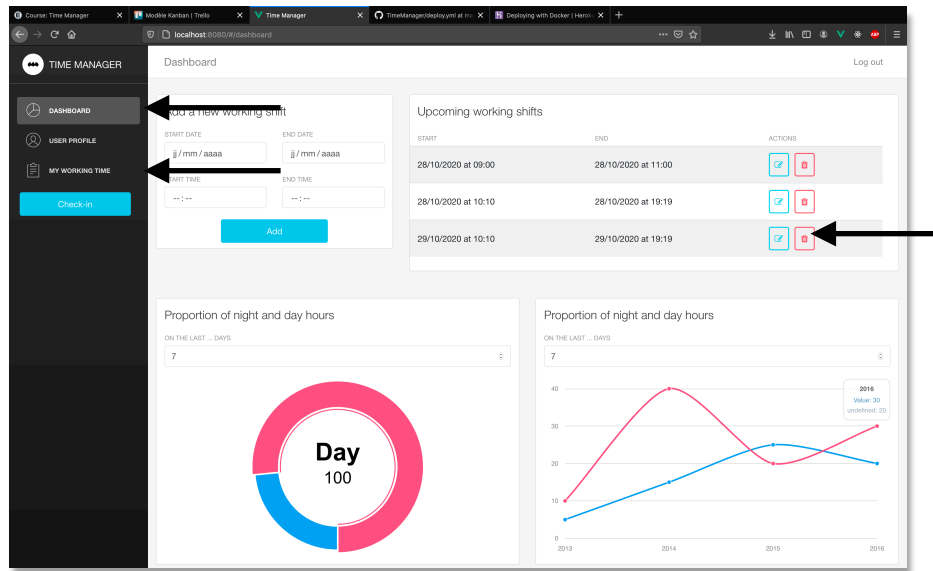 Course: Time Manager
Modèle Kanban | Trello
Time Manager
TimeManager/deploy.yml at ma
Deploying with Docker | Heroku
localhost:8080/#/dashboard
ABP
TIME MANAGER
Dashboard
Log out
DASHBOARD
USER PROFILE
MY WORKING TIME
Check-in
Add a new working shift
START DATE
END DATE
jj / mm / aaaa
jj / mm / aaaa
START TIME
END TIME
-- : --
-- : --
Add
Upcoming working shifts
START
END
ACTIONS
28/10/2020 at 09:00
28/10/2020 at 11:00
28/10/2020 at 10:10
28/10/2020 at 19:19
29/10/2020 at 10:10
29/10/2020 at 19:19
Proportion of night and day hours
ON THE LAST ... DAYS
7
Day
100
Proportion of night and day hours
ON THE LAST ... DAYS
7
40
30
20
10
0
2013
2014
2015
2016
2016
Value: 30
undefined: 20